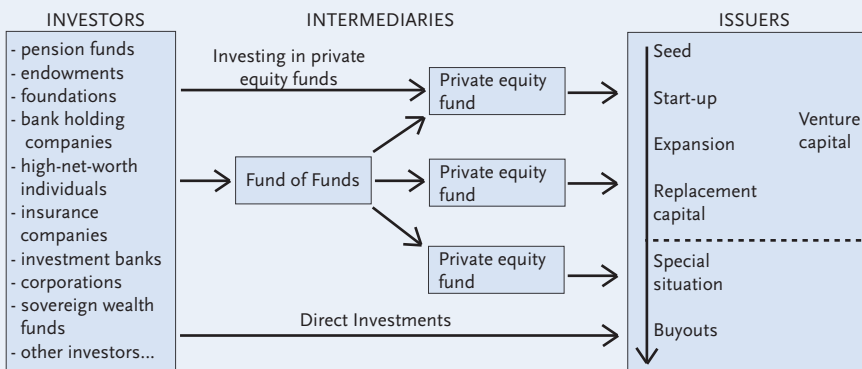 INVESTORS
- pension funds
- endowments
- foundations
- bank holding
companies
- high-net-worth
individuals
- insurance
companies
- investment banks
- corporations
- sovereign wealth
funds
- other investors...
INTERMEDIARIES
Investing in private
equity funds
Fund of Funds
Private equity
fund
Private equity
fund
Private equity
fund
Direct Investments
ISSUERS
Seed
Start-up
Expansion
Replacement
capital
Venture
capital
Special
situation
Buyouts